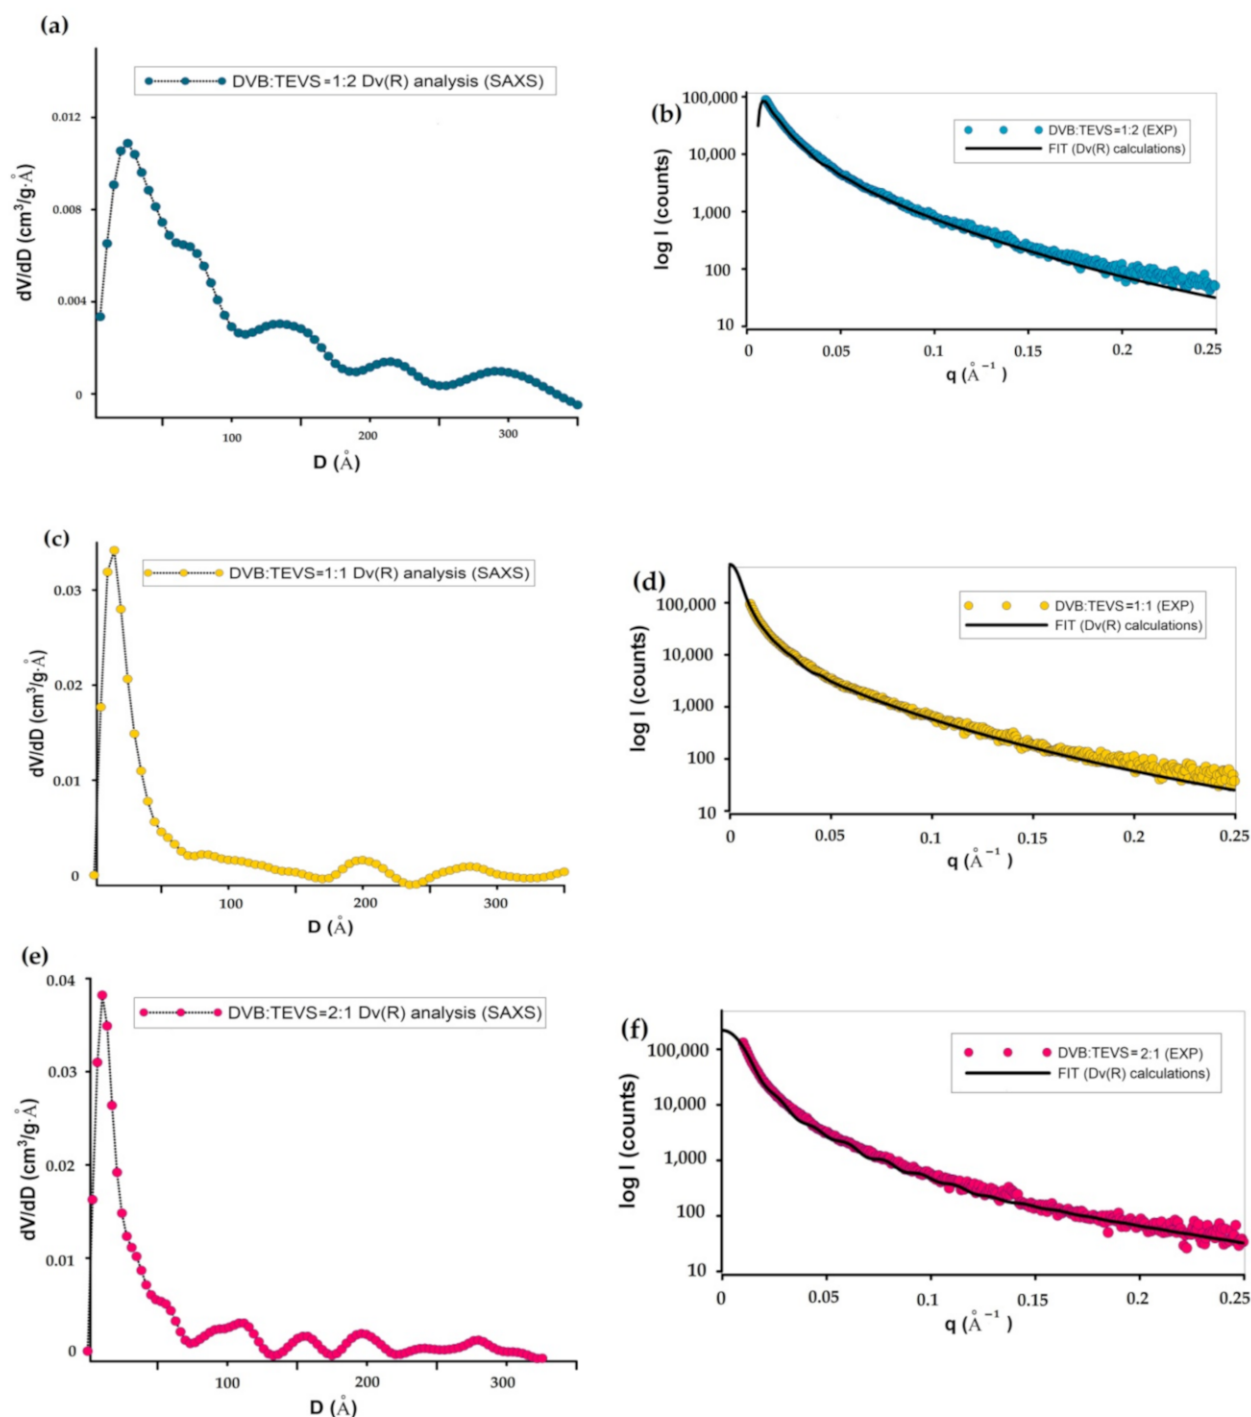 (a)
DVB:TEVS=1:2 Dv(R) analysis (SAXS)
dV/dD (cm³/g·Å)
0.012
0.008
0.004
0
100
200
300
D (Å)
(b)
100,000
10,000
1,000
100
10
log I (counts)
DVB:TEVS=1:2 (EXP)
FIT (Dv(R) calculations)
0
0.05
0.1
0.15
0.2
0.25
q (Å⁻¹)
(c)
DVB:TEVS=1:1 Dv(R) analysis (SAXS)
dV/dD (cm³/g·Å)
0.03
0.02
0.01
0
100
200
300
D (Å)
(d)
DVB:TEVS=1:1 (EXP)
FIT (Dv(R) calculations)
log I (counts)
100,000
10,000
1,000
100
10
0
0.05
0.1
0.15
0.2
0.25
q (Å⁻¹)
(e)
DVB:TEVS=2:1 Dv(R) analysis (SAXS)
dV/dD (cm³/g·Å)
0.04
0.03
0.02
0.01
0
100
200
300
D (Å)
(f)
DVB:TEVS=2:1 (EXP)
FIT (Dv(R) calculations)
log I (counts)
100,000
10,000
1,000
100
10
0
0.05
0.1
0.15
0.2
0.25
q (Å⁻¹)